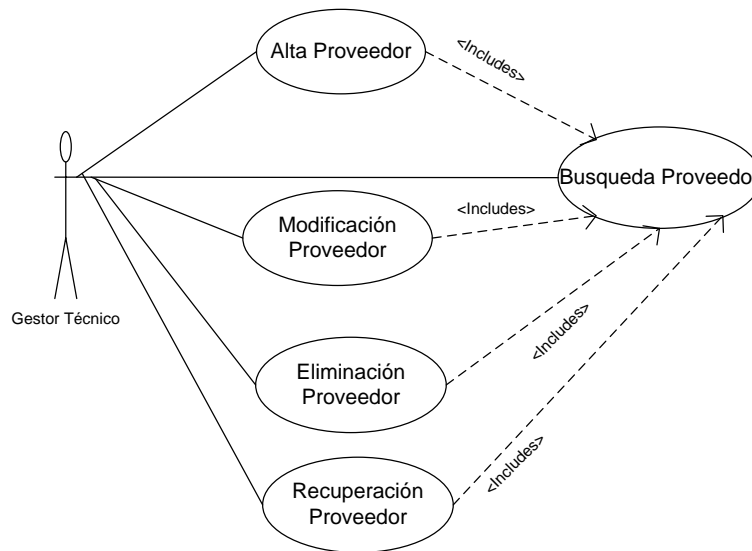 Alta Proveedor
<Includes>
Busqueda Proveedo
Modificación
Proveedor
<Includes>
Gestor Técnico
Eliminación
Proveedor
<Includes>
Recuperación
Proveedor
<Includes>